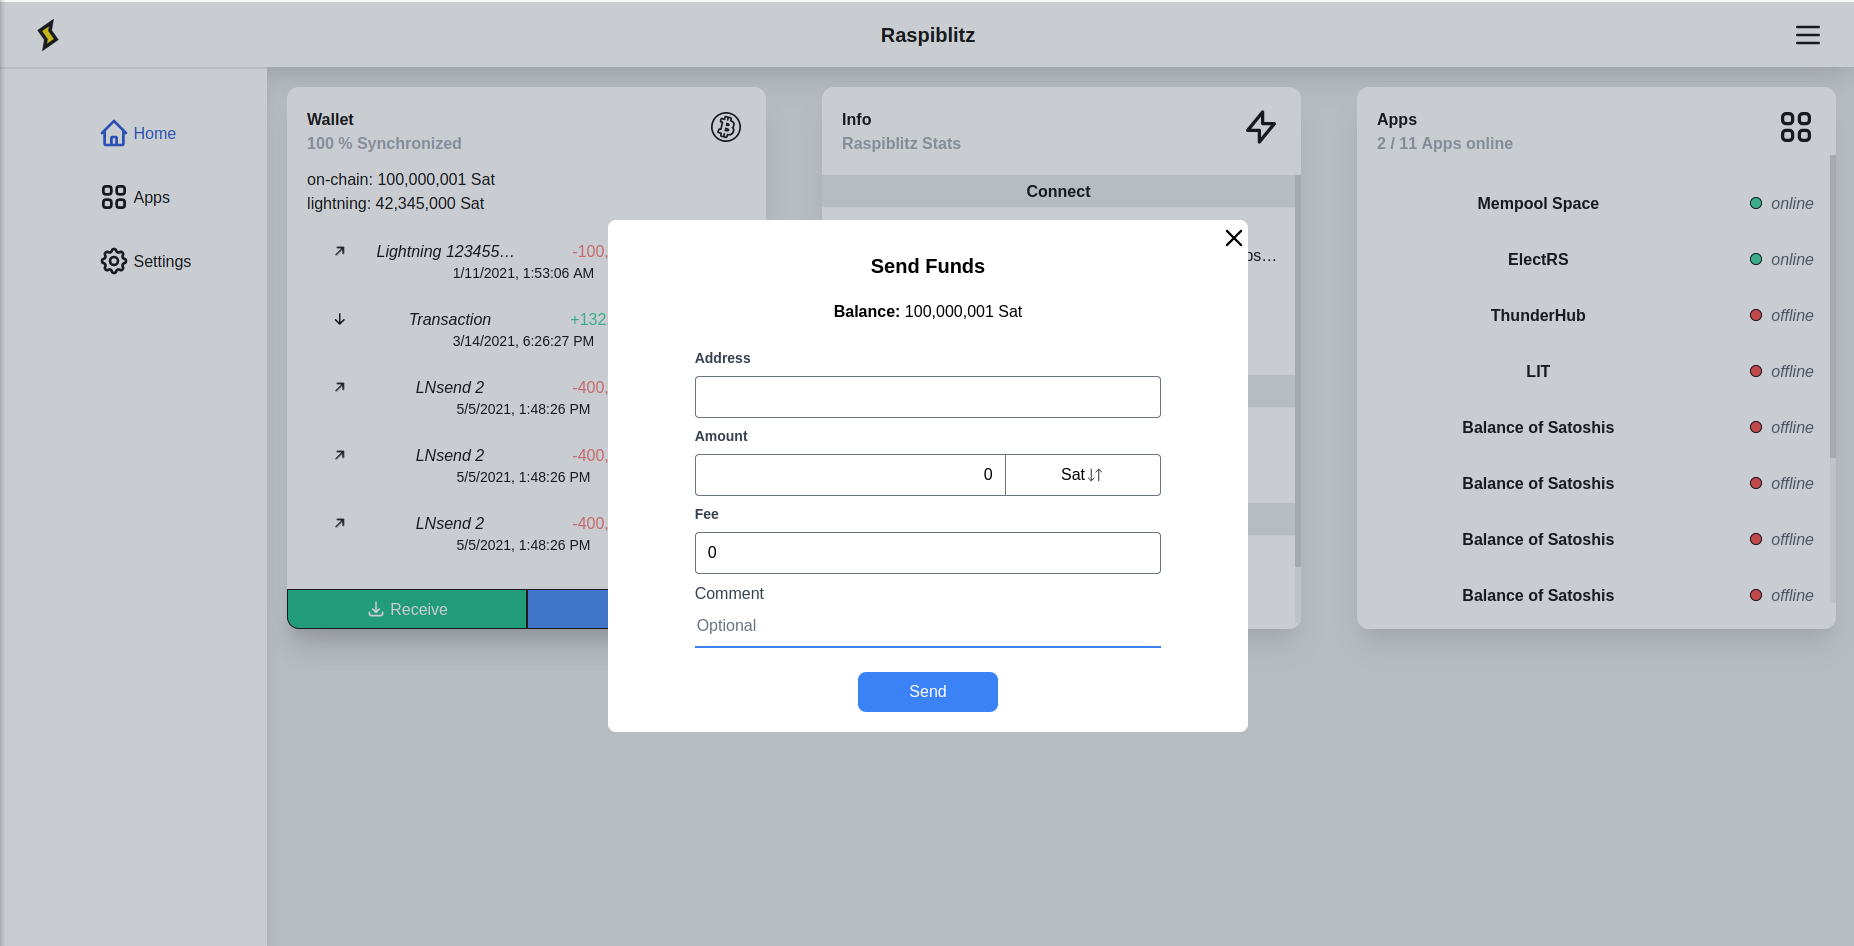 Raspiblitz
Home
Apps
Settings
Wallet
100 % Synchronized
on-chain: 100,000,001 Sat
lightning: 42,345,000 Sat
Lightning 123455… -100,
1/11/2021, 1:53:06 AM
Transaction +132
3/14/2021, 6:26:27 PM
LNsend 2 -400,
5/5/2021, 1:48:26 PM
LNsend 2 -400,
5/5/2021, 1:48:26 PM
LNsend 2 -400,
5/5/2021, 1:48:26 PM
Receive
Info
Raspiblitz Stats
Connect
Send Funds
Balance: 100,000,001 Sat
Address
Amount
0 Sat
Fee
0
Comment
Optional
Send
Apps
2 / 11 Apps online
Mempool Space online
ElectRS online
ThunderHub offline
LIT offline
Balance of Satoshis offline
Balance of Satoshis offline
Balance of Satoshis offline
Balance of Satoshis offline